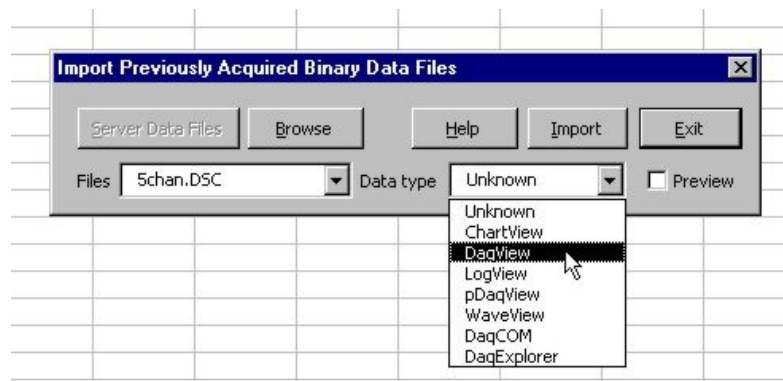 Import Previously Acquired Binary Data Files
Server Data Files Browse Help Import Exit
Files 5chan.DSC Data type Unknown Preview
Unknown
ChartView
DaqView
LogView
pDaqView
WaveView
DaqCOM
DaqExplorer